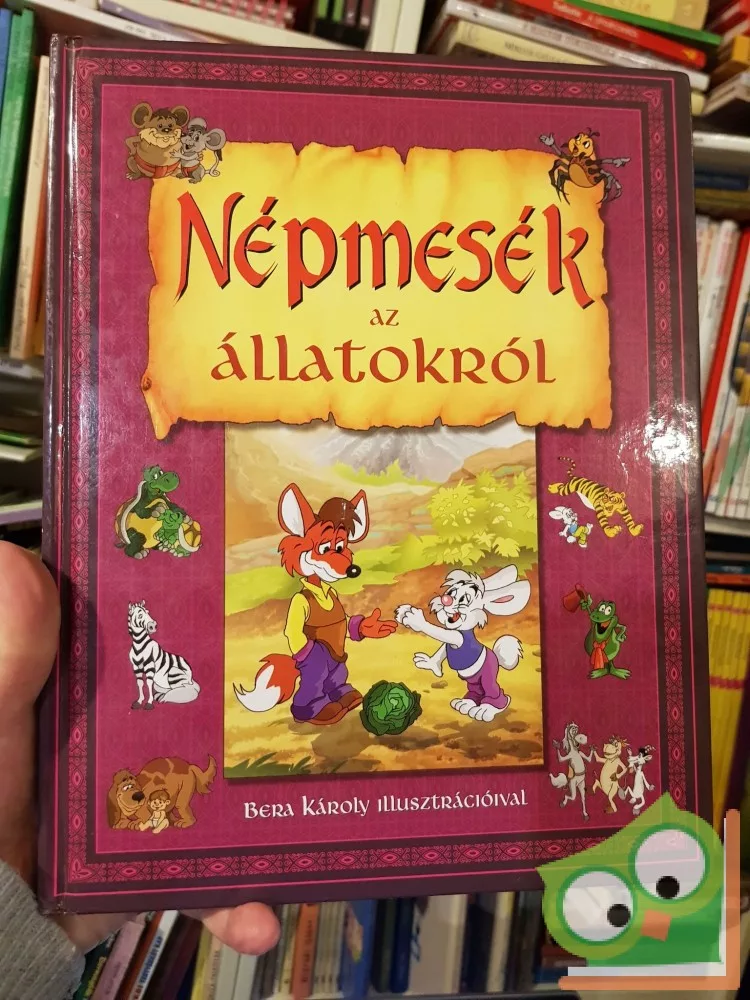 Népmesék
az
állatokról
Bera Károly illusztrációival